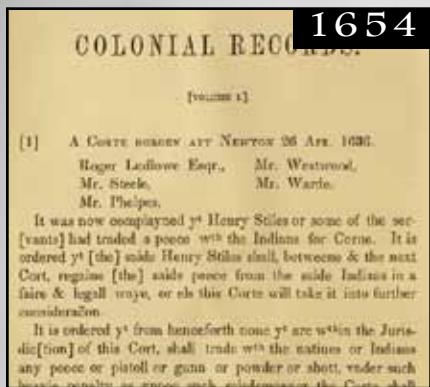 1654
COLONIAL RECORDS.
[VOLUME I.]
[1] A CORTE HOLDEN ATT NEWTON 26 APR. 1636.
Roger Ludlowe Esqr., Mr. Westwood,
Mr. Steele, Mr. Warde.
Mr. Phelpes,
It was now complayned yt Henry Stiles or some of the ser-
[vants] had traded a peece wth the Indians for Corne. It is
ordered yt [the] saide Henry Stiles shall, betweene & the next
Cort, regaine [the] saide peece from the saide Indians in a
faire & legall waye, or els this Corte will take it into further
consideraćon.
It is ordered yt from henceforth none yt are wthin the Juris-
dic[tion] of this Cort, shall trade wth the natiues or Indians
any peece or pistoll or gunn or powder or shott, vnder such